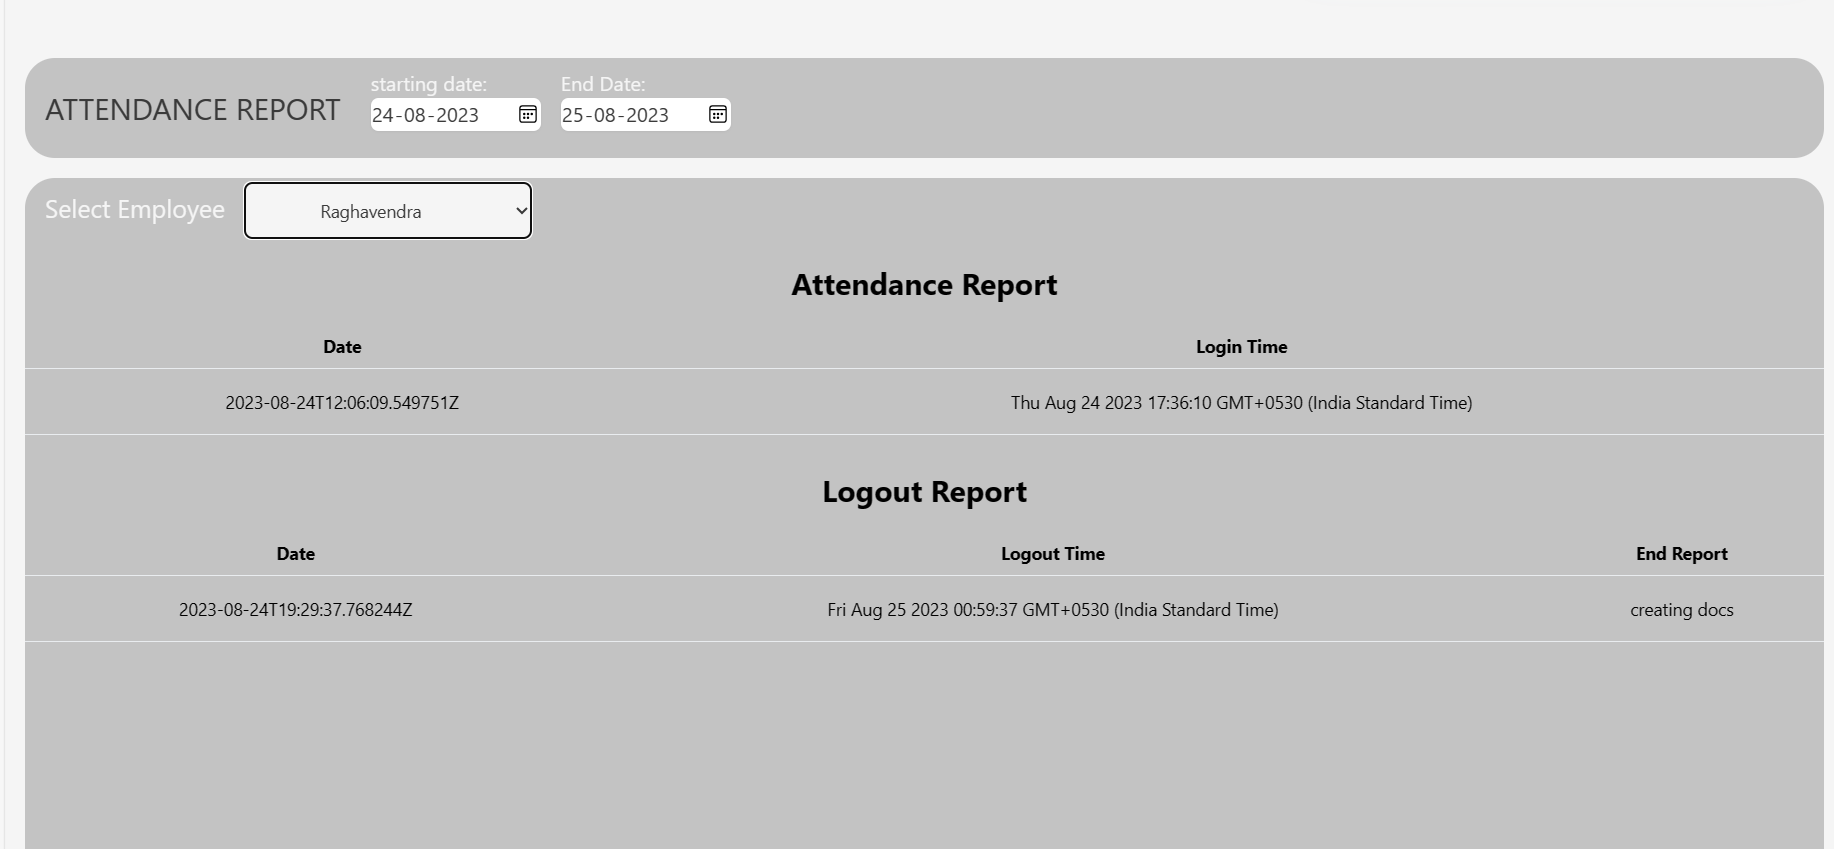 ATTENDANCE REPORT
starting date: End Date:
24-08-2023 25-08-2023
Select Employee Raghavendra
Attendance Report
Date Login Time
2023-08-24T12:06:09.549751Z Thu Aug 24 2023 17:36:10 GMT+0530 (India Standard Time)
Logout Report
Date Logout Time End Report
2023-08-24T19:29:37.768244Z Fri Aug 25 2023 00:59:37 GMT+0530 (India Standard Time) creating docs